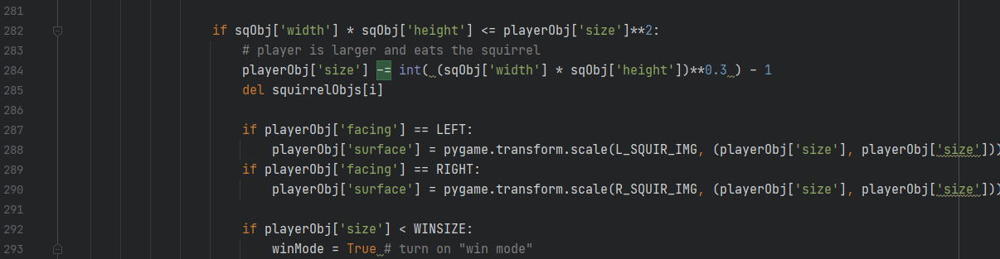 281
282 if sqObj['width'] * sqObj['height'] <= playerObj['size']**2:
283 # player is larger and eats the squirrel
284 playerObj['size'] -= int( (sqObj['width'] * sqObj['height'])**0.3 ) - 1
285 del squirrelObjs[i]
286
287 if playerObj['facing'] == LEFT:
288 playerObj['surface'] = pygame.transform.scale(L_SQUIR_IMG, (playerObj['size'], playerObj['size']))
289 if playerObj['facing'] == RIGHT:
290 playerObj['surface'] = pygame.transform.scale(R_SQUIR_IMG, (playerObj['size'], playerObj['size']))
291
292 if playerObj['size'] < WINSIZE:
293 winMode = True # turn on "win mode"